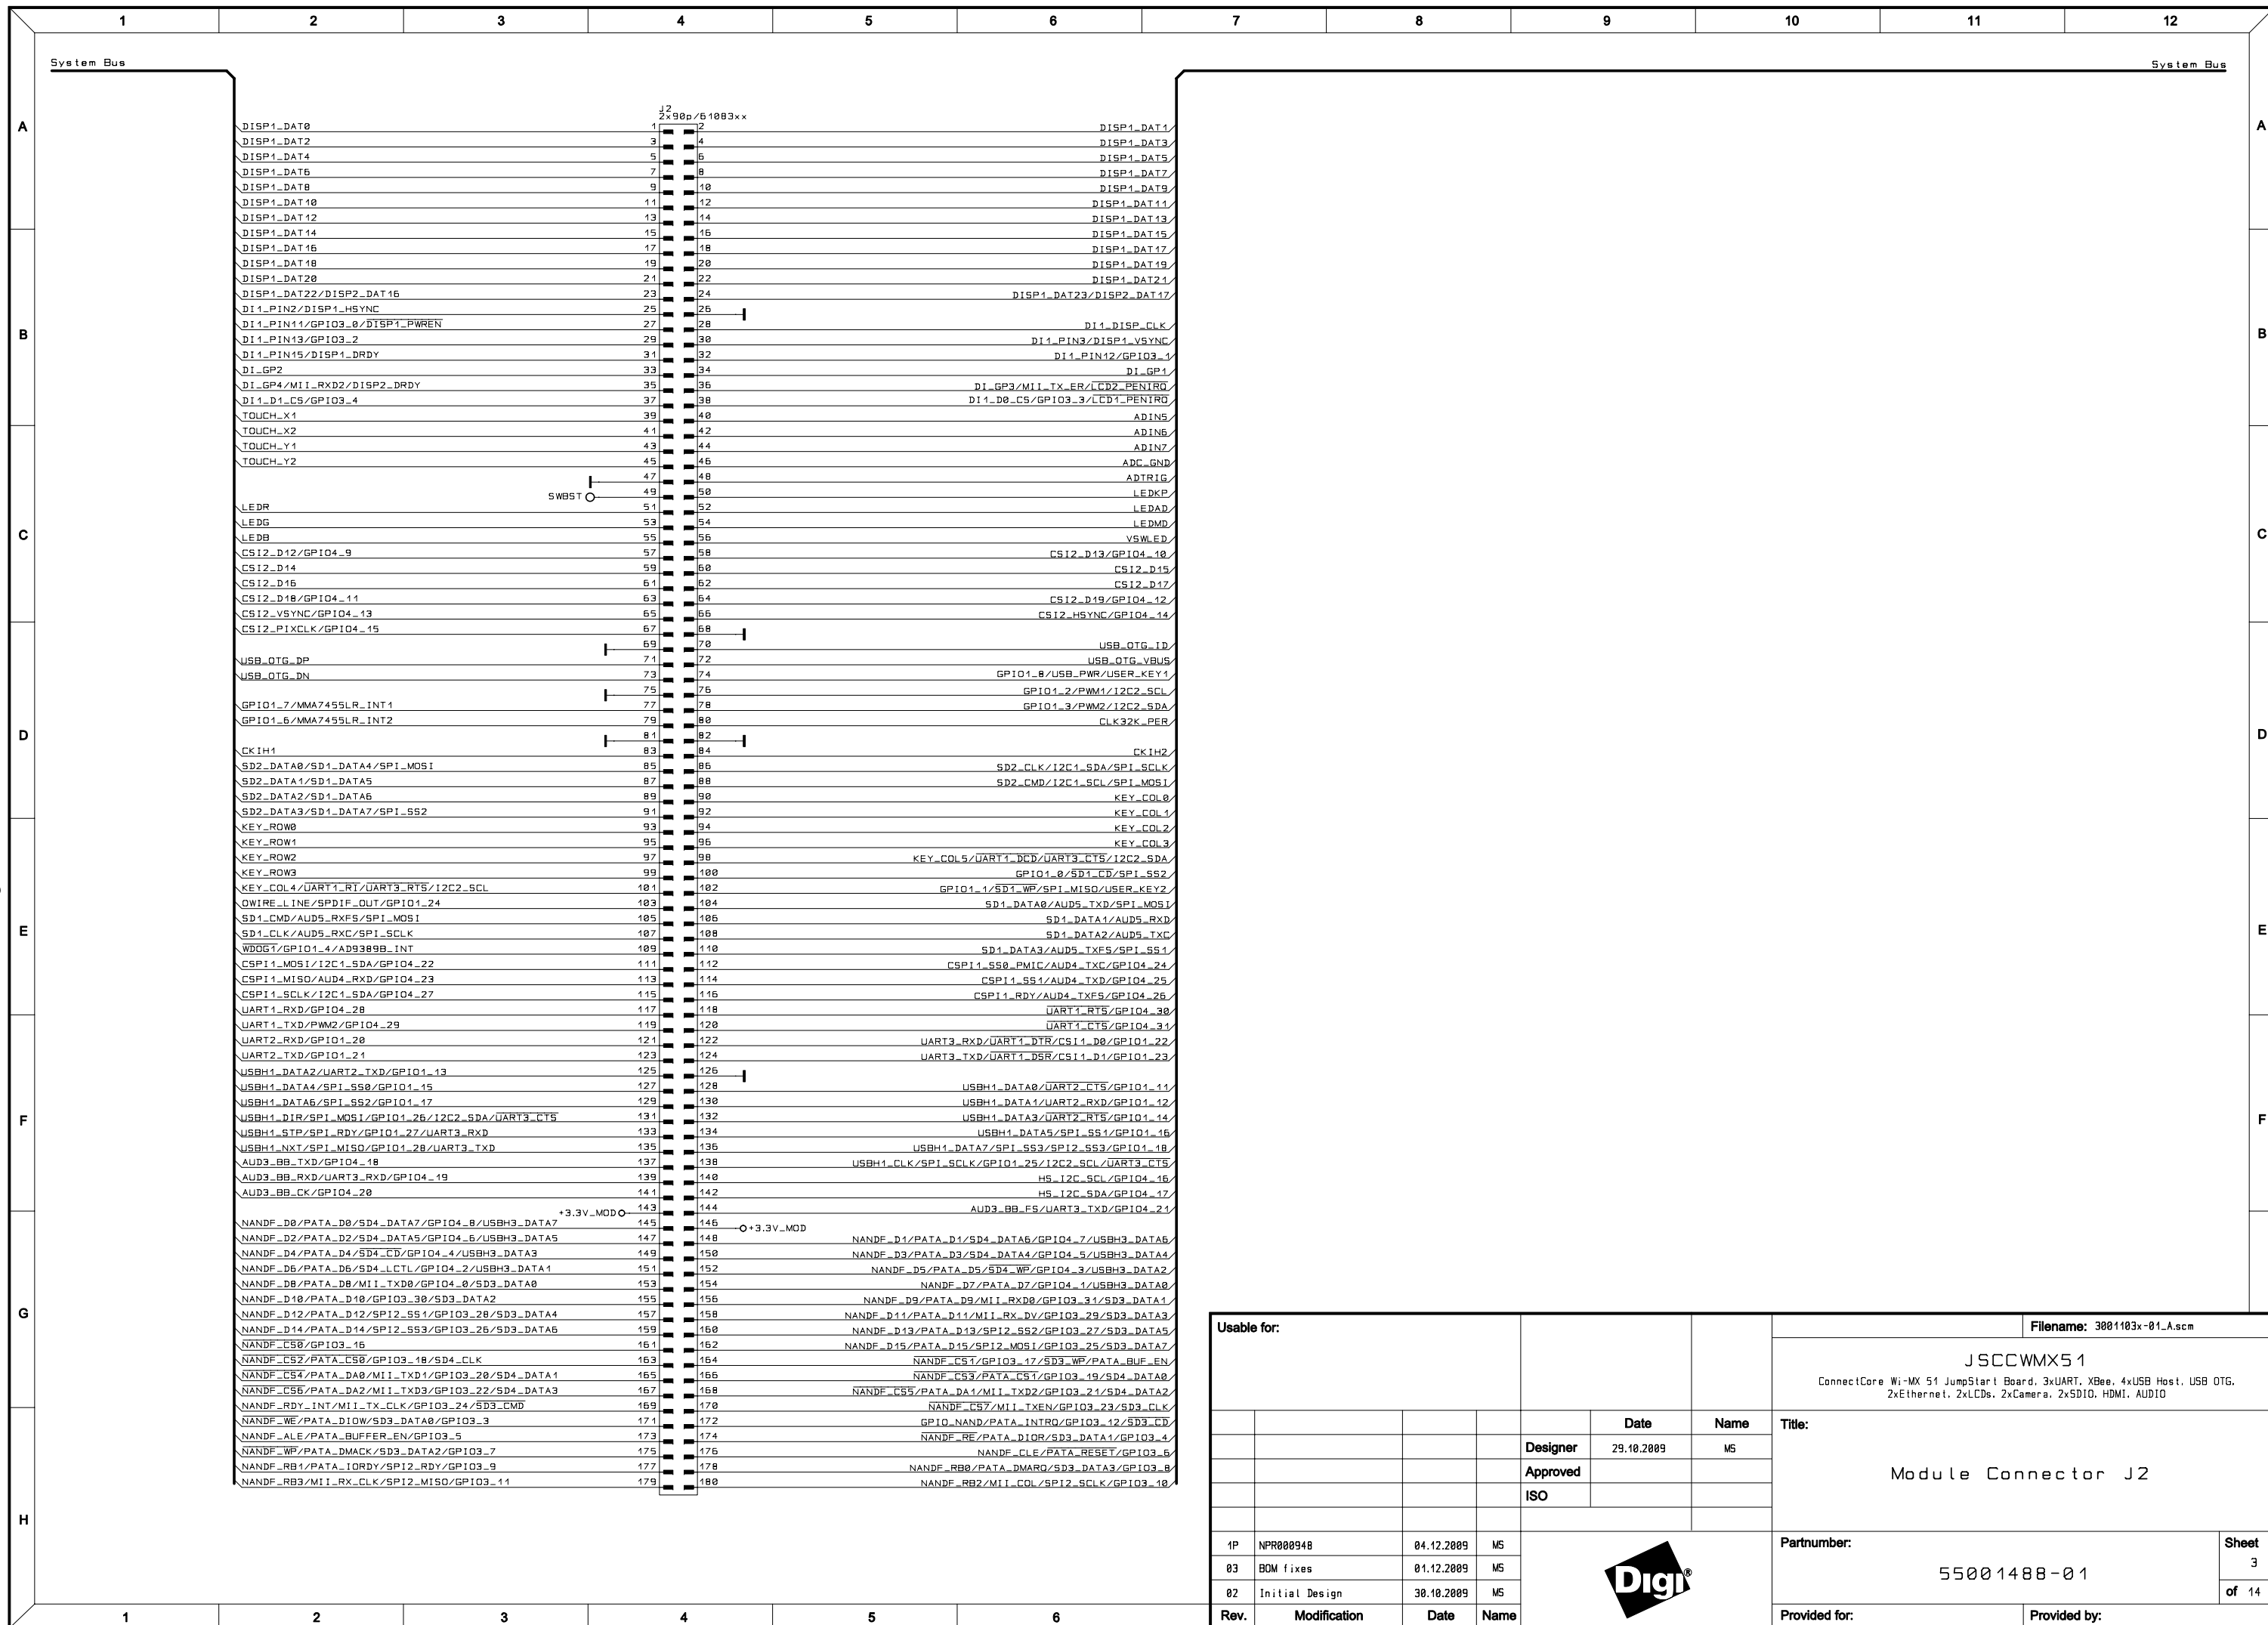 1 2 3 4 5 6 7 8 9 10 11 12
System Bus System Bus
J2
2x90p/61083xx
A A
DISP1_DAT0 1 2 DISP1_DAT1
DISP1_DAT2 3 4 DISP1_DAT3
DISP1_DAT4 5 6 DISP1_DAT5
DISP1_DAT6 7 8 DISP1_DAT7
DISP1_DAT8 9 10 DISP1_DAT9
DISP1_DAT10 11 12 DISP1_DAT11
DISP1_DAT12 13 14 DISP1_DAT13
DISP1_DAT14 15 16 DISP1_DAT15
DISP1_DAT16 17 18 DISP1_DAT17
DISP1_DAT18 19 20 DISP1_DAT19
DISP1_DAT20 21 22 DISP1_DAT21
DISP1_DAT22/DISP2_DAT16 23 24 DISP1_DAT23/DISP2_DAT17
DI1_PIN2/DISP1_HSYNC 25 26
B B
DI1_PIN11/GPIO3_0/DISP1_PWREN 27 28 DI1_DISP_CLK
DI1_PIN13/GPIO3_2 29 30 DI1_PIN3/DISP1_VSYNC
DI1_PIN15/DISP1_DRDY 31 32 DI1_PIN12/GPIO3_1
DI_GP2 33 34 DI_GP1
DI_GP4/MII_RXD2/DISP2_DRDY 35 36 DI_GP3/MII_TX_ER/LCD2_PENIRQ
DI1_D1_CS/GPIO3_4 37 38 DI1_D0_CS/GPIO3_3/LCD1_PENIRQ
TOUCH_X1 39 40 ADIN5
TOUCH_X2 41 42 ADIN6
TOUCH_Y1 43 44 ADIN7
TOUCH_Y2 45 46 ADC_GND
47 48 ADTRIG
SWBST 49 50 LEDKP
LEDR 51 52 LEDAD
LEDG 53 54 LEDMD
C C
LEDB 55 56 VSWLED
CSI2_D12/GPIO4_9 57 58 CSI2_D13/GPIO4_10
CSI2_D14 59 60 CSI2_D15
CSI2_D16 61 62 CSI2_D17
CSI2_D18/GPIO4_11 63 64 CSI2_D19/GPIO4_12
CSI2_VSYNC/GPIO4_13 65 66 CSI2_HSYNC/GPIO4_14
CSI2_PIXCLK/GPIO4_15 67 68
69 70 USB_OTG_ID
USB_OTG_DP 71 72 USB_OTG_VBUS
USB_OTG_DN 73 74 GPIO1_8/USB_PWR/USER_KEY1
75 76 GPIO1_2/PWM1/I2C2_SCL
GPIO1_7/MMA7455LR_INT1 77 78 GPIO1_3/PWM2/I2C2_SDA
GPIO1_6/MMA7455LR_INT2 79 80 CLK32K_PER
D D
81 82
CKIH1 83 84 CKIH2
SD2_DATA0/SD1_DATA4/SPI_MOSI 85 86 SD2_CLK/I2C1_SDA/SPI_SCLK
SD2_DATA1/SD1_DATA5 87 88 SD2_CMD/I2C1_SCL/SPI_MOSI
SD2_DATA2/SD1_DATA6 89 90 KEY_COL0
SD2_DATA3/SD1_DATA7/SPI_SS2 91 92 KEY_COL1
KEY_ROW0 93 94 KEY_COL2
KEY_ROW1 95 96 KEY_COL3
KEY_ROW2 97 98 KEY_COL5/UART1_DCD/UART3_CTS/I2C2_SDA
KEY_ROW3 99 100 GPIO1_0/SD1_CD/SPI_SS2
KEY_COL4/UART1_RI/UART3_RTS/I2C2_SCL 101 102 GPIO1_1/SD1_WP/SPI_MISO/USER_KEY2
OWIRE_LINE/SPDIF_OUT/GPIO1_24 103 104 SD1_DATA0/AUD5_TXD/SPI_MOSI
SD1_CMD/AUD5_RXFS/SPI_MOSI 105 106 SD1_DATA1/AUD5_RXD
E E
SD1_CLK/AUD5_RXC/SPI_SCLK 107 108 SD1_DATA2/AUD5_TXC
WDOG1/GPIO1_4/AD9389B_INT 109 110 SD1_DATA3/AUD5_TXFS/SPI_SS1
CSPI1_MOSI/I2C1_SDA/GPIO4_22 111 112 CSPI1_SS0_PMIC/AUD4_TXC/GPIO4_24
CSPI1_MISO/AUD4_RXD/GPIO4_23 113 114 CSPI1_SS1/AUD4_TXD/GPIO4_25
CSPI1_SCLK/I2C1_SDA/GPIO4_27 115 116 CSPI1_RDY/AUD4_TXFS/GPIO4_26
UART1_RXD/GPIO4_28 117 118 UART1_RTS/GPIO4_30
UART1_TXD/PWM2/GPIO4_29 119 120 UART1_CTS/GPIO4_31
UART2_RXD/GPIO1_20 121 122 UART3_RXD/UART1_DTR/CSI1_D0/GPIO1_22
UART2_TXD/GPIO1_21 123 124 UART3_TXD/UART1_DSR/CSI1_D1/GPIO1_23
USBH1_DATA2/UART2_TXD/GPIO1_13 125 126
USBH1_DATA4/SPI_SS0/GPIO1_15 127 128 USBH1_DATA0/UART2_CTS/GPIO1_11
USBH1_DATA6/SPI_SS2/GPIO1_17 129 130 USBH1_DATA1/UART2_RXD/GPIO1_12
F F
USBH1_DIR/SPI_MOSI/GPIO1_26/I2C2_SDA/UART3_CTS 131 132 USBH1_DATA3/UART2_RTS/GPIO1_14
USBH1_STP/SPI_RDY/GPIO1_27/UART3_RXD 133 134 USBH1_DATA5/SPI_SS1/GPIO1_16
USBH1_NXT/SPI_MISO/GPIO1_28/UART3_TXD 135 136 USBH1_DATA7/SPI_SS3/SPI2_SS3/GPIO1_18
AUD3_BB_TXD/GPIO4_18 137 138 USBH1_CLK/SPI_SCLK/GPIO1_25/I2C2_SCL/UART3_CTS
AUD3_BB_RXD/UART3_RXD/GPIO4_19 139 140 HS_I2C_SCL/GPIO4_16
AUD3_BB_CK/GPIO4_20 141 142 HS_I2C_SDA/GPIO4_17
+3.3V_MOD 143 144 AUD3_BB_FS/UART3_TXD/GPIO4_21
NANDF_D0/PATA_D0/SD4_DATA7/GPIO4_8/USBH3_DATA7 145 146 +3.3V_MOD
NANDF_D2/PATA_D2/SD4_DATA5/GPIO4_6/USBH3_DATA5 147 148 NANDF_D1/PATA_D1/SD4_DATA6/GPIO4_7/USBH3_DATA6
NANDF_D4/PATA_D4/SD4_CD/GPIO4_4/USBH3_DATA3 149 150 NANDF_D3/PATA_D3/SD4_DATA4/GPIO4_5/USBH3_DATA4
NANDF_D6/PATA_D6/SD4_LCTL/GPIO4_2/USBH3_DATA1 151 152 NANDF_D5/PATA_D5/SD4_WP/GPIO4_3/USBH3_DATA2
NANDF_D8/PATA_D8/MII_TXD0/GPIO4_0/SD3_DATA0 153 154 NANDF_D7/PATA_D7/GPIO4_1/USBH3_DATA0
NANDF_D10/PATA_D10/GPIO3_30/SD3_DATA2 155 156 NANDF_D9/PATA_D9/MII_RXD0/GPIO3_31/SD3_DATA1
G
NANDF_D12/PATA_D12/SPI2_SS1/GPIO3_28/SD3_DATA4 157 158 NANDF_D11/PATA_D11/MII_RX_DV/GPIO3_29/SD3_DATA3
NANDF_D14/PATA_D14/SPI2_SS3/GPIO3_26/SD3_DATA6 159 160 NANDF_D13/PATA_D13/SPI2_SS2/GPIO3_27/SD3_DATA5
NANDF_CS0/GPIO3_16 161 162 NANDF_D15/PATA_D15/SPI2_MOSI/GPIO3_25/SD3_DATA7
NANDF_CS2/PATA_CS0/GPIO3_18/SD4_CLK 163 164 NANDF_CS1/GPIO3_17/SD3_WP/PATA_BUF_EN
NANDF_CS4/PATA_DA0/MII_TXD1/GPIO3_20/SD4_DATA1 165 166 NANDF_CS3/PATA_CS1/GPIO3_19/SD4_DATA0
NANDF_CS6/PATA_DA2/MII_TXD3/GPIO3_22/SD4_DATA3 167 168 NANDF_CS5/PATA_DA1/MII_TXD2/GPIO3_21/SD4_DATA2
NANDF_RDY_INT/MII_TX_CLK/GPIO3_24/SD3_CMD 169 170 NANDF_CS7/MII_TXEN/GPIO3_23/SD3_CLK
NANDF_WE/PATA_DIOW/SD3_DATA0/GPIO3_3 171 172 GPIO_NAND/PATA_INTRQ/GPIO3_12/SD3_CD
NANDF_ALE/PATA_BUFFER_EN/GPIO3_5 173 174 NANDF_RE/PATA_DIOR/SD3_DATA1/GPIO3_4
NANDF_WP/PATA_DMACK/SD3_DATA2/GPIO3_7 175 176 NANDF_CLE/PATA_RESET/GPIO3_6
NANDF_RB1/PATA_IORDY/SPI2_RDY/GPIO3_9 177 178 NANDF_RB0/PATA_DMARQ/SD3_DATA3/GPIO3_8
NANDF_RB3/MII_RX_CLK/SPI2_MISO/GPIO3_11 179 180 NANDF_RB2/MII_COL/SPI2_SCLK/GPIO3_10
H
Usable for: Filename: 3001103x-01_A.scm
JSCCWMX51
ConnectCore Wi-MX 51 JumpStart Board, 3xUART, XBee, 4xUSB Host, USB OTG,
2xEthernet, 2xLCDs, 2xCamera, 2xSDIO, HDMI, AUDIO
Date Name Title:
Designer 29.10.2009 MS
Approved
Module Connector J2
ISO
1P NPR000948 04.12.2009 MS
03 BOM fixes 01.12.2009 MS
02 Initial Design 30.10.2009 MS
Rev. Modification Date Name
Digi®
Partnumber:
55001488-01
Sheet
3
of 14
Provided for: Provided by:
1 2 3 4 5 6